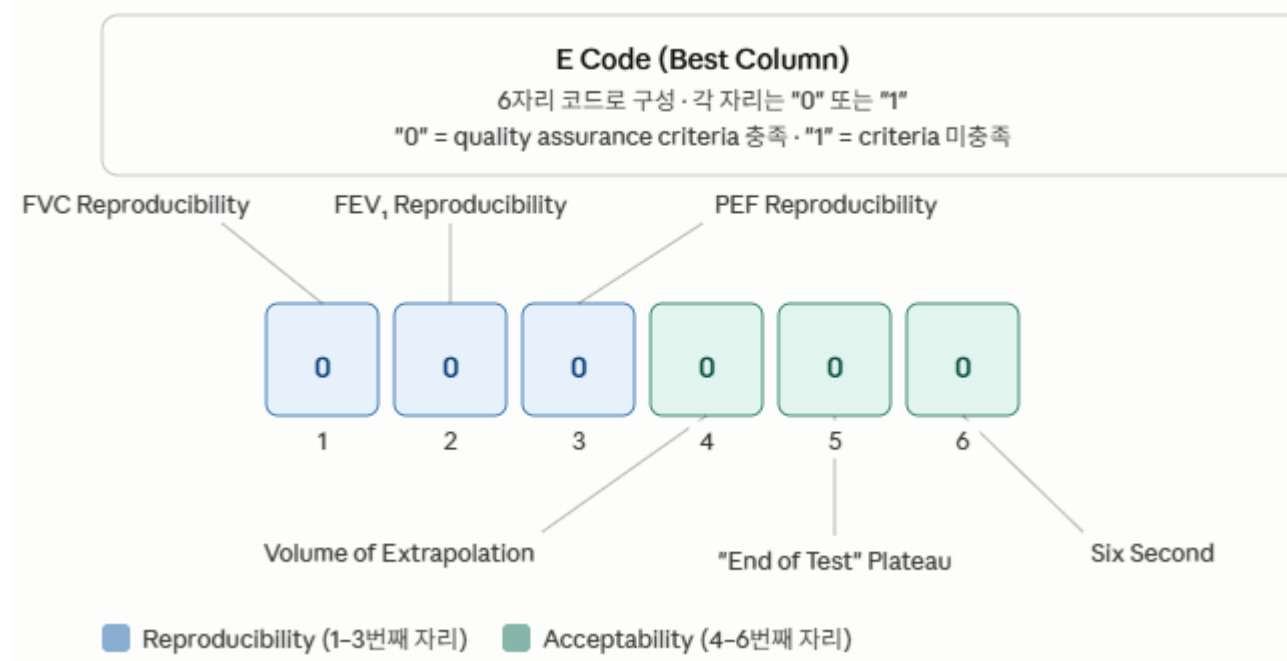 E Code (Best Column)
6자리 코드로 구성 · 각 자리는 "0" 또는 "1"
"0" = quality assurance criteria 충족 · "1" = criteria 미충족
FVC Reproducibility
FEV₁ Reproducibility
PEF Reproducibility
0 0 0 0 0 0
1 2 3 4 5 6
Volume of Extrapolation
"End of Test" Plateau
Six Second
Reproducibility (1–3번째 자리)
Acceptability (4–6번째 자리)